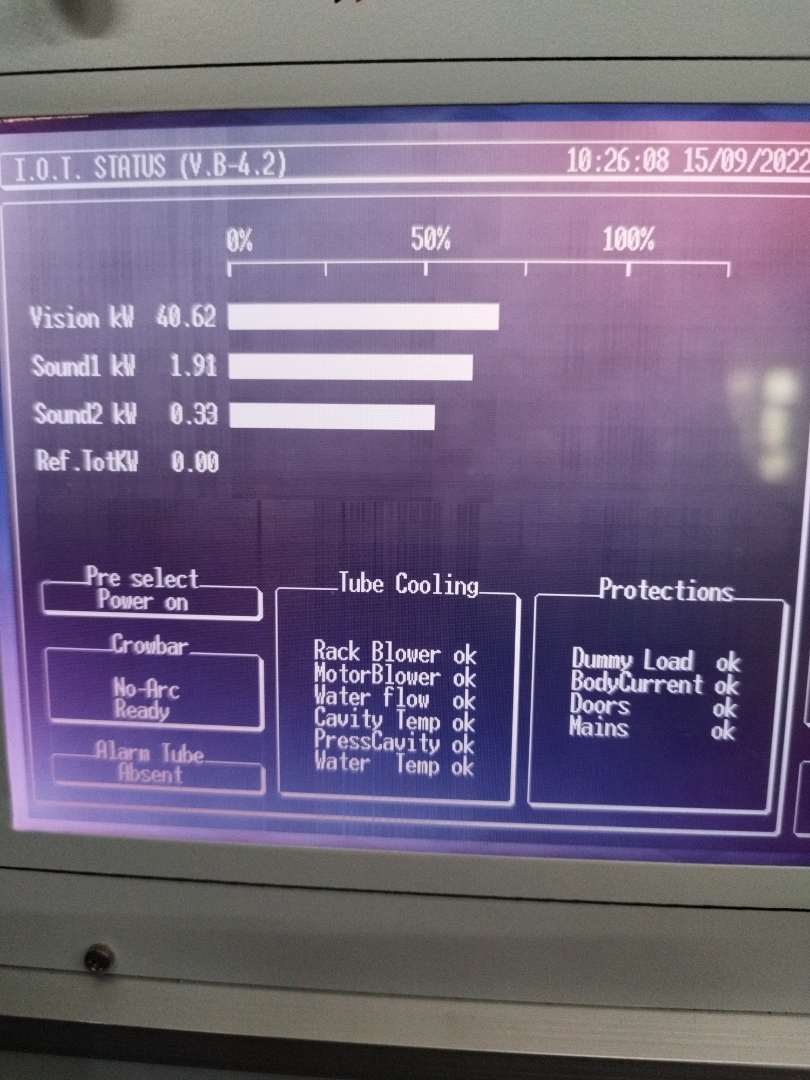 I.O.T. STATUS (V.B-4.2) 10:26:08 15/09/2022
0% 50% 100%
Vision kW 40.62
Sound1 kW 1.91
Sound2 kW 0.33
Ref.TotKW 0.00
Pre select
Power on
Crowbar
No-Arc
Ready
Alarm Tube
Absent
Tube Cooling
Rack Blower ok
MotorBlower ok
Water flow ok
Cavity Temp ok
PressCavity ok
Water Temp ok
Protections
Dummy Load ok
BodyCurrent ok
Doors ok
Mains ok